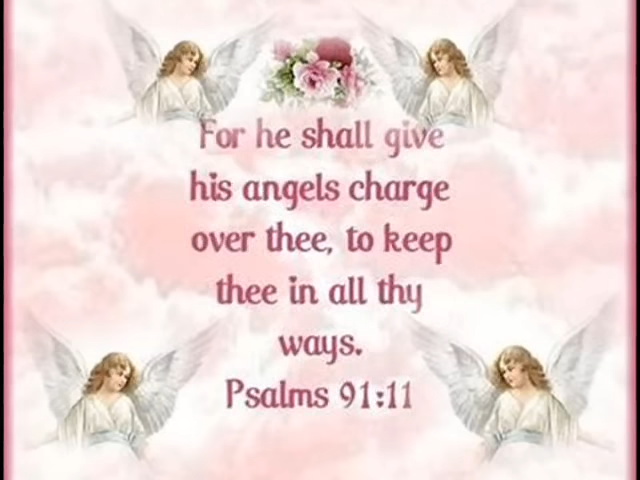 For he shall give
his angels charge
over thee, to keep
thee in all thy
ways.
Psalms 91:11